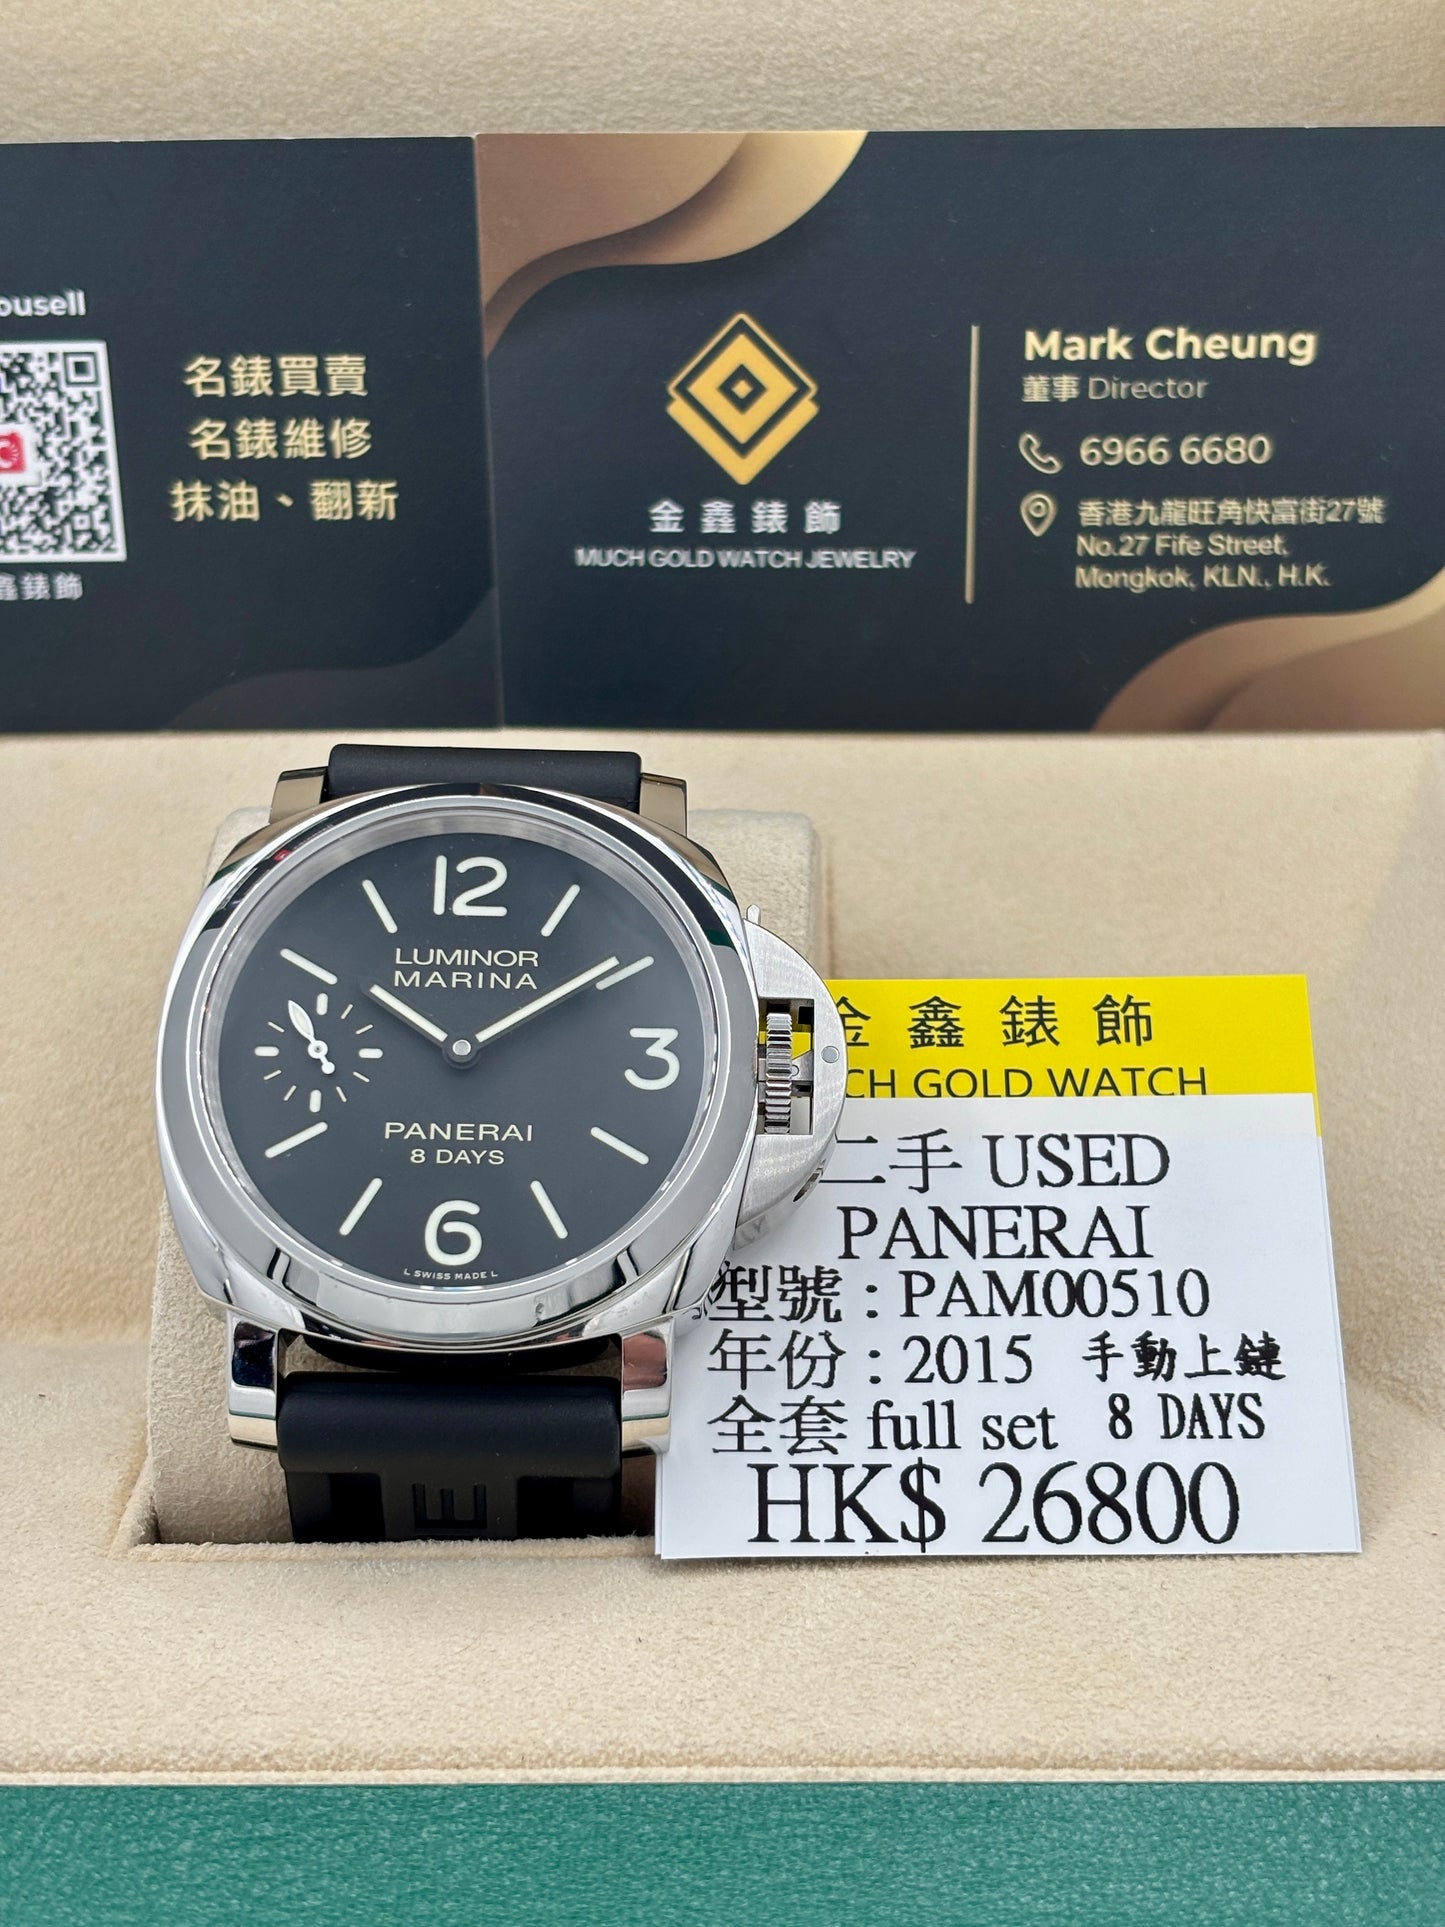 ousell
名錶買賣
名錶維修
抹油、翻新
鑫錶飾
金鑫錶飾
MUCH GOLD WATCH JEWELRY
Mark Cheung
董事 Director
6966 6680
香港九龍旺角快富街27號
No.27 Fife Street,
Mongkok, KLN., H.K.
12
LUMINOR
MARINA
3
PANERAI
8 DAYS
6
L SWISS MADE L
金鑫錶飾
CH GOLD WATCH
二手 USED
PANERAI
型號 : PAM00510
年份 : 2015 手動上鏈
全套 full set 8 DAYS
HK$ 26800